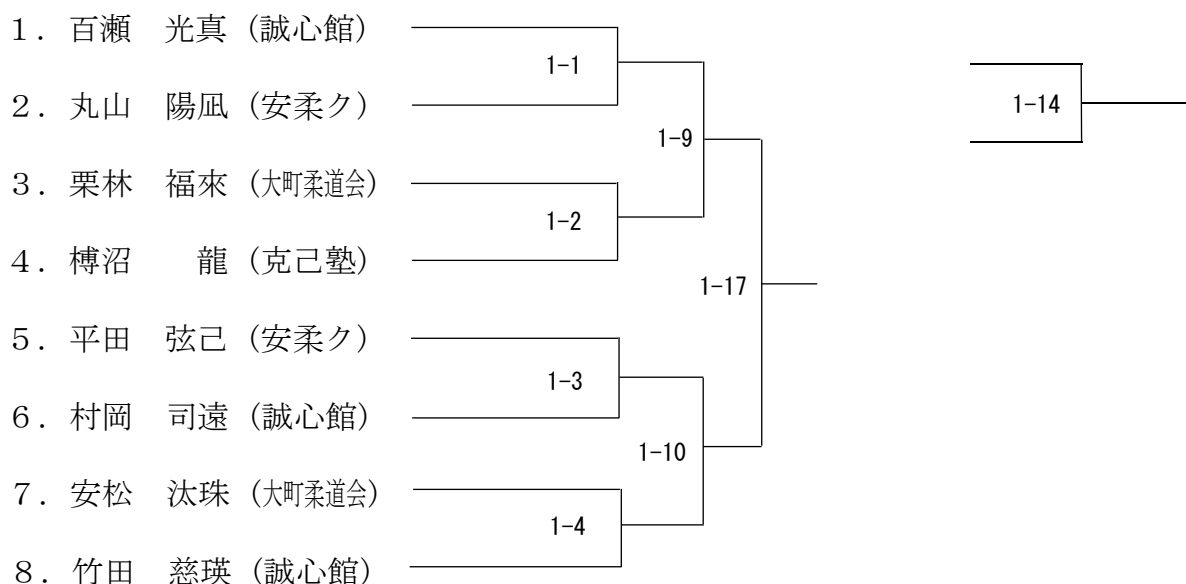 １．百瀬　光真（誠心館）
1-1
1-14
２．丸山　陽凪（安柔ク）
1-9
３．栗林　福來（大町柔道会）
1-2
４．榑沼　　龍（克己塾）
1-17
５．平田　弦己（安柔ク）
1-3
６．村岡　司遠（誠心館）
1-10
７．安松　汰珠（大町柔道会）
1-4
８．竹田　慈瑛（誠心館）